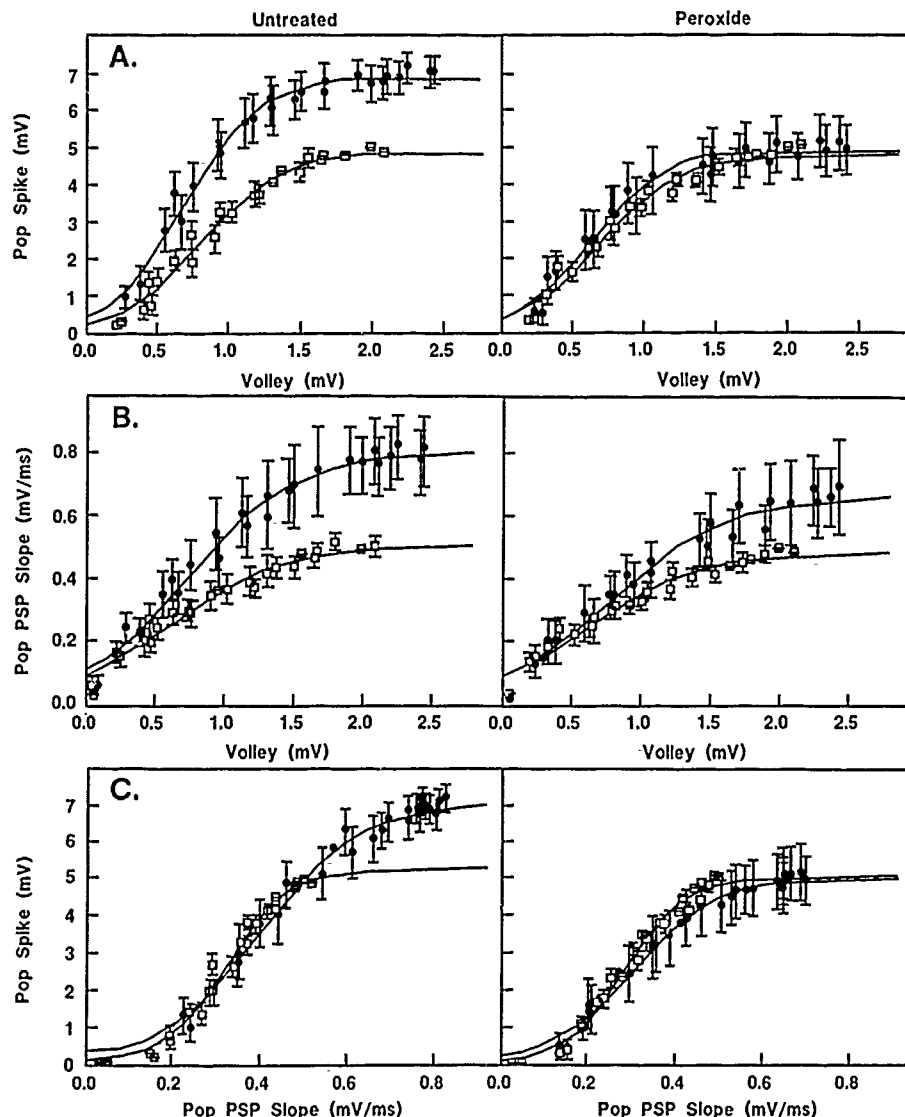 Untreated
Peroxide
A.
7
6
5
4
3
2
1
0
Pop Spike (mV)
0.0 0.5 1.0 1.5 2.0 2.5
0.0 0.5 1.0 1.5 2.0 2.5
Volley (mV)
Volley (mV)
B.
0.8
0.6
0.4
0.2
0.0
Pop PSP Slope (mV/ms)
0.0 0.5 1.0 1.5 2.0 2.5
0.0 0.5 1.0 1.5 2.0 2.5
Volley (mV)
Volley (mV)
C.
7
6
5
4
3
2
1
0
Pop Spike (mV)
0.0 0.2 0.4 0.6 0.8
0.0 0.2 0.4 0.6 0.8
Pop PSP Slope (mV/ms)
Pop PSP Slope (mV/ms)